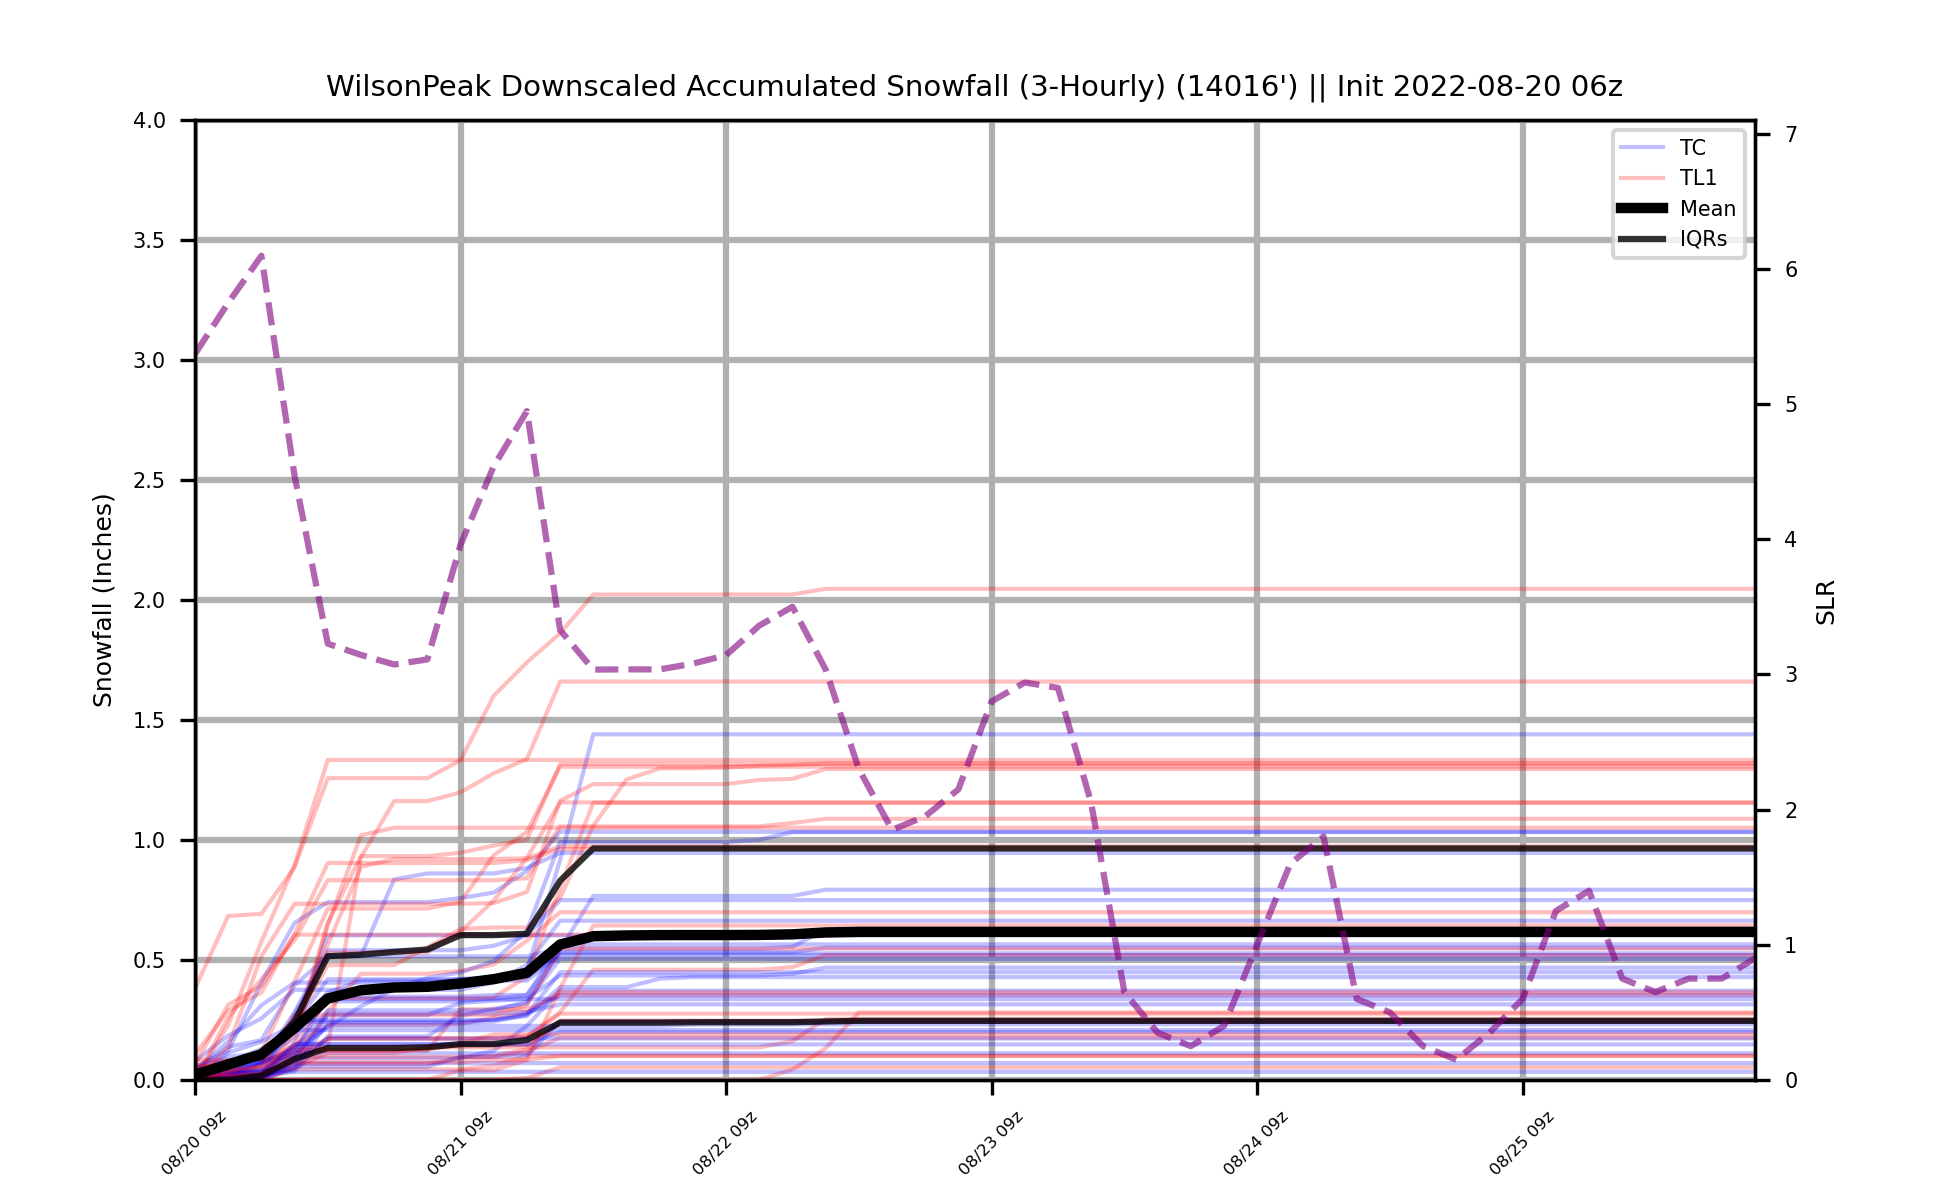 WilsonPeak Downscaled Accumulated Snowfall (3-Hourly) (14016') || Init 2022-08-20 06z
4.0
3.5
3.0
2.5
2.0
1.5
1.0
0.5
0.0
Snowfall (Inches)
TC
TL1
Mean
IQRs
7
6
5
4
3
2
1
0
SLR
08/20 09z
08/21 09z
08/22 09z
08/23 09z
08/24 09z
08/25 09z